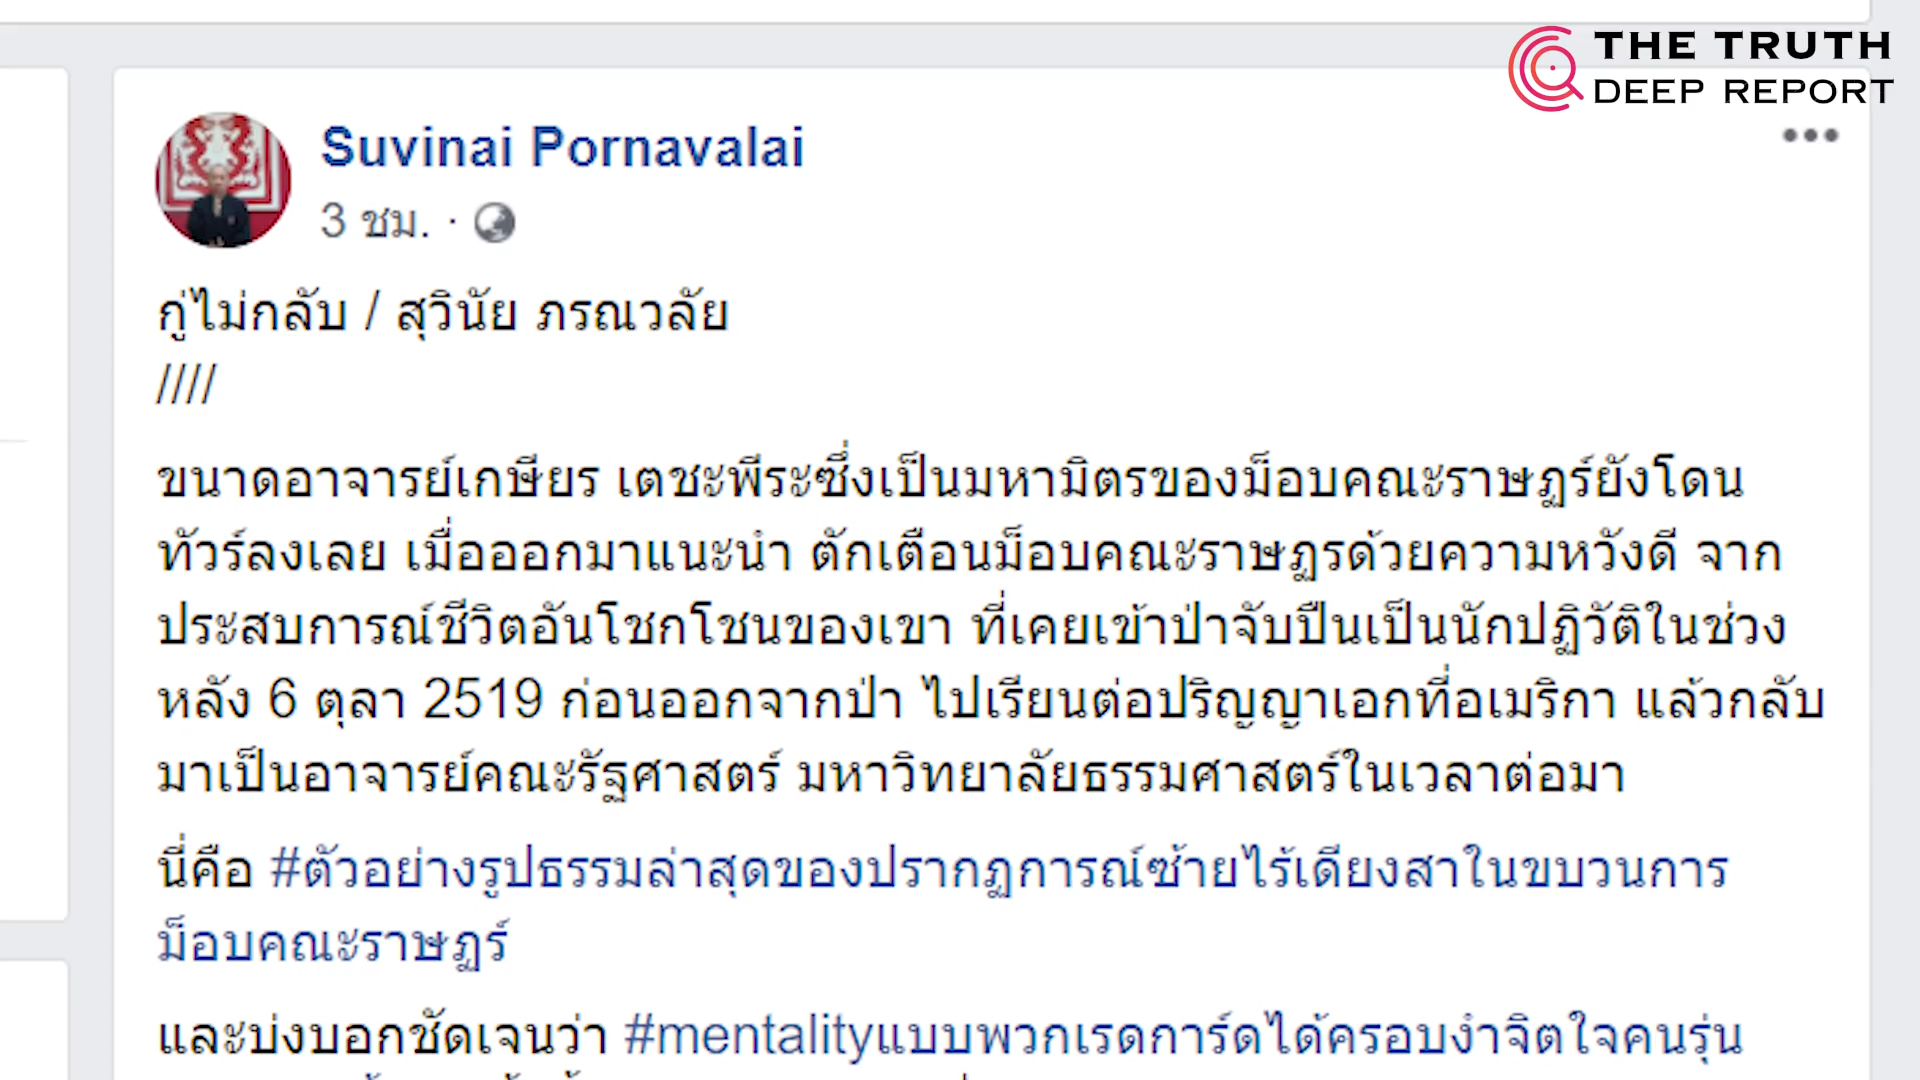 THE TRUTH
DEEP REPORT
Suvinai Pornavalai
3 ชม. ·
กู่ไม่กลับ / สุวินัย ภรณวลัย
////
ขนาดอาจารย์เกษียร เตชะพีระซึ่งเป็นมหามิตรของม็อบคณะราษฎร์ยังโดน
ทัวร์ลงเลย เมื่อออกมาแนะนำ ตักเตือนม็อบคณะราษฎรด้วยความหวังดี จาก
ประสบการณ์ชีวิตอันโชกโชนของเขา ที่เคยเข้าป่าจับปืนเป็นนักปฏิวัติในช่วง
หลัง 6 ตุลา 2519 ก่อนออกจากป่า ไปเรียนต่อปริญญาเอกที่อเมริกา แล้วกลับ
มาเป็นอาจารย์คณะรัฐศาสตร์ มหาวิทยาลัยธรรมศาสตร์ในเวลาต่อมา
นี่คือ #ตัวอย่างรูปธรรมล่าสุดของปรากฏการณ์ซ้ายไร้เดียงสาในขบวนการ
ม็อบคณะราษฎร์
และบ่งบอกชัดเจนว่า #mentalityแบบพวกเรดการ์ดได้ครอบงำจิตใจคนรุ่น